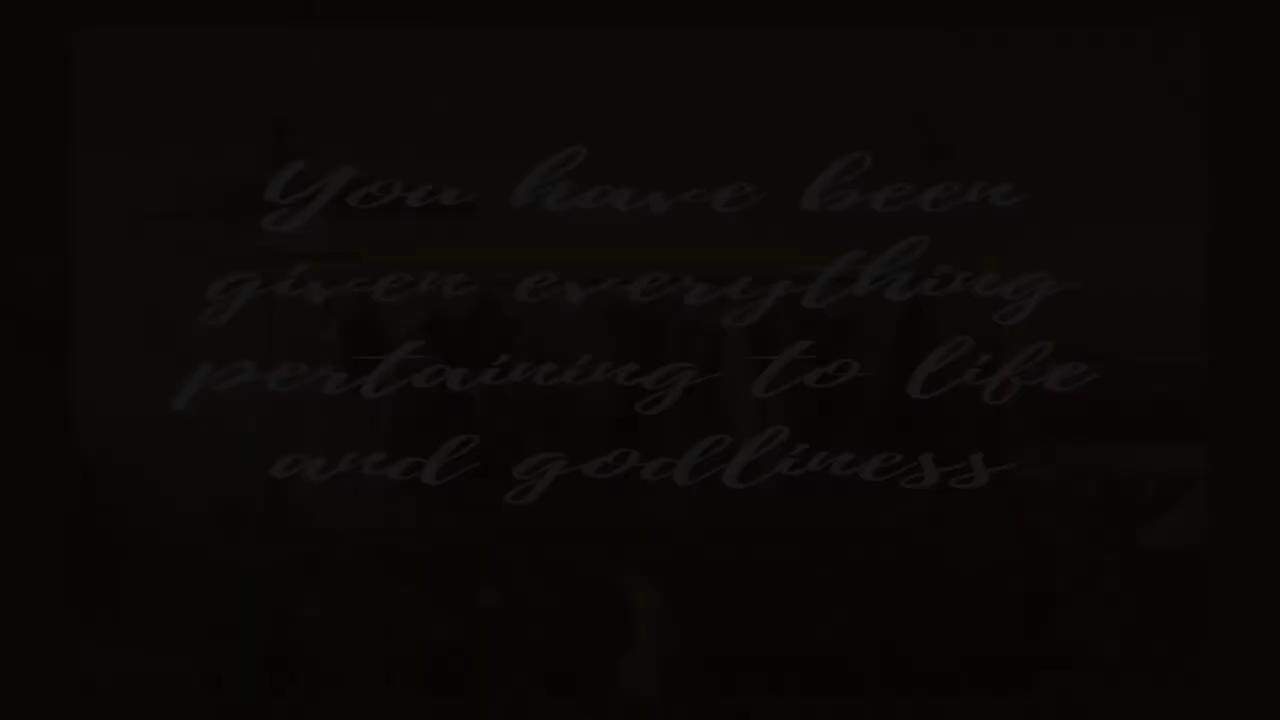 You have been
given everything
pertaining to life
and godliness